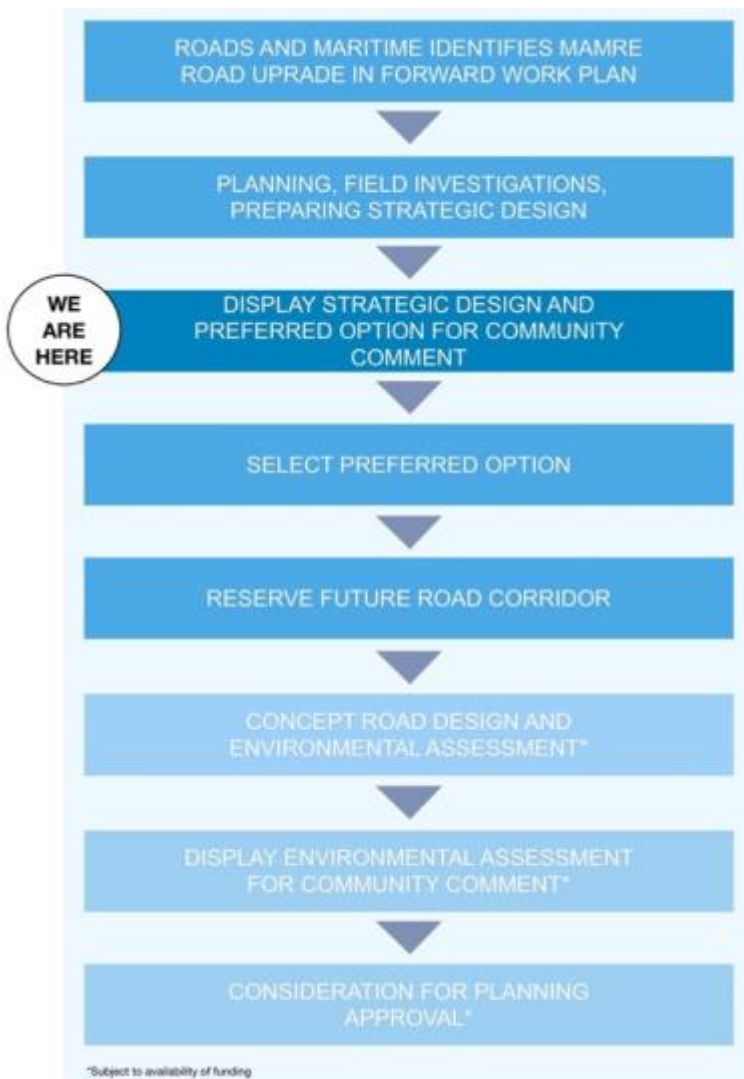 ROADS AND MARITIME IDENTIFIES MAMRE
ROAD UPRADE IN FORWARD WORK PLAN
PLANNING, FIELD INVESTIGATIONS,
PREPARING STRATEGIC DESIGN
WE
ARE
HERE
DISPLAY STRATEGIC DESIGN AND
PREFERRED OPTION FOR COMMUNITY
COMMENT
SELECT PREFERRED OPTION
RESERVE FUTURE ROAD CORRIDOR
CONCEPT ROAD DESIGN AND
ENVIRONMENTAL ASSESSMENT*
DISPLAY ENVIRONMENTAL ASSESSMENT
FOR COMMUNITY COMMENT*
CONSIDERATION FOR PLANNING
APPROVAL*
*Subject to availability of funding